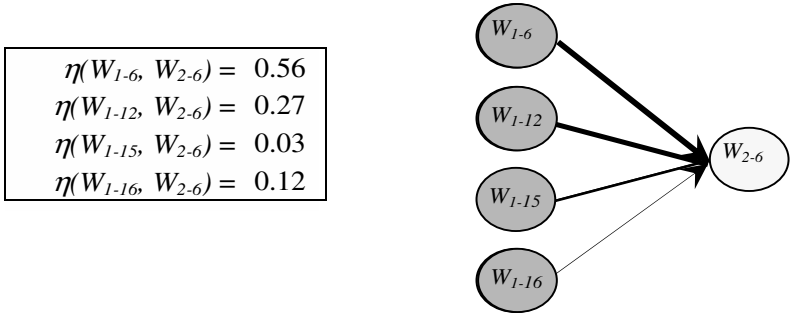 η(W1-6, W2-6) = 0.56
η(W1-12, W2-6) = 0.27
η(W1-15, W2-6) = 0.03
η(W1-16, W2-6) = 0.12
W1-6
W1-12
W2-6
W1-15
W1-16